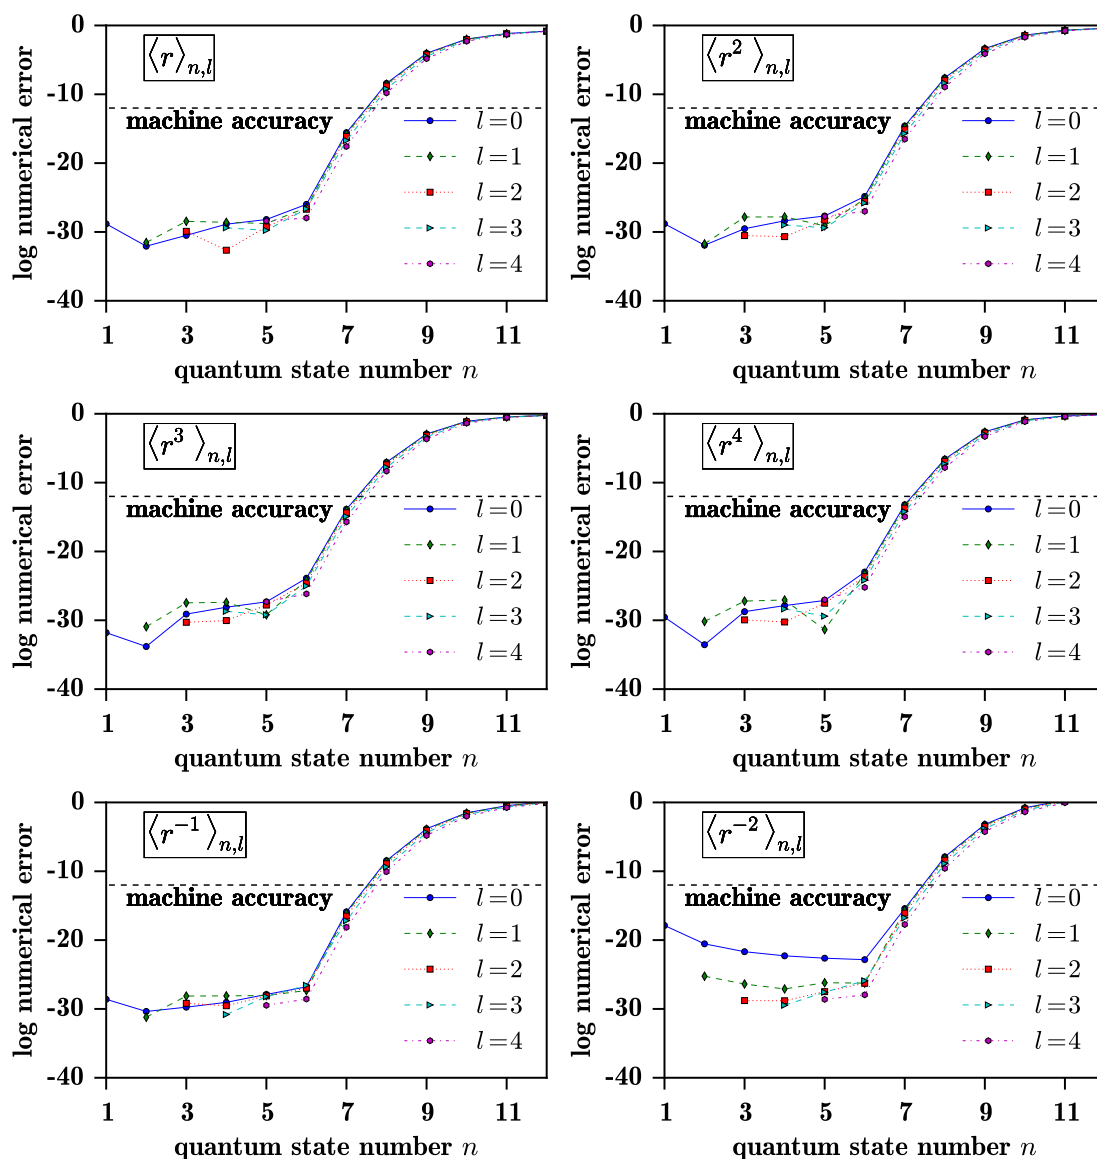 ⟨r⟩n,l
machine accuracy
l=0
l=1
l=2
l=3
l=4
0
-10
-20
-30
-40
1 3 5 7 9 11
log numerical error
quantum state number n
⟨r² ⟩n,l
machine accuracy
l=0
l=1
l=2
l=3
l=4
0
-10
-20
-30
-40
1 3 5 7 9 11
log numerical error
quantum state number n
⟨r³ ⟩n,l
machine accuracy
l=0
l=1
l=2
l=3
l=4
0
-10
-20
-30
-40
1 3 5 7 9 11
log numerical error
quantum state number n
⟨r⁴ ⟩n,l
machine accuracy
l=0
l=1
l=2
l=3
l=4
0
-10
-20
-30
-40
1 3 5 7 9 11
log numerical error
quantum state number n
⟨r⁻¹ ⟩n,l
machine accuracy
l=0
l=1
l=2
l=3
l=4
0
-10
-20
-30
-40
1 3 5 7 9 11
log numerical error
quantum state number n
⟨r⁻² ⟩n,l
machine accuracy
l=0
l=1
l=2
l=3
l=4
0
-10
-20
-30
-40
1 3 5 7 9 11
log numerical error
quantum state number n